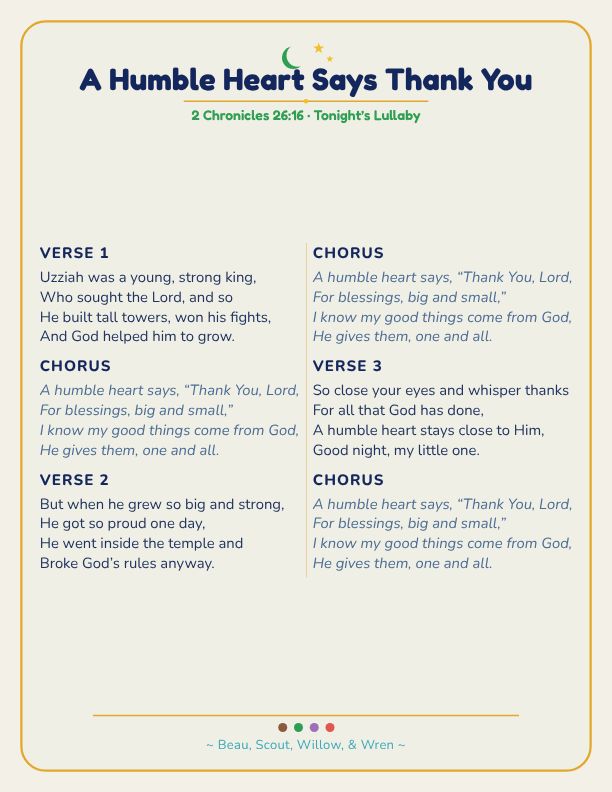 A Humble Heart Says Thank You
2 Chronicles 26:16 · Tonight's Lullaby
VERSE 1
Uzziah was a young, strong king,
Who sought the Lord, and so
He built tall towers, won his fights,
And God helped him to grow.
CHORUS
A humble heart says, “Thank You, Lord,
For blessings, big and small,”
I know my good things come from God,
He gives them, one and all.
VERSE 2
But when he grew so big and strong,
He got so proud one day,
He went inside the temple and
Broke God’s rules anyway.
CHORUS
A humble heart says, “Thank You, Lord,
For blessings, big and small,”
I know my good things come from God,
He gives them, one and all.
VERSE 3
So close your eyes and whisper thanks
For all that God has done,
A humble heart stays close to Him,
Good night, my little one.
CHORUS
A humble heart says, “Thank You, Lord,
For blessings, big and small,”
I know my good things come from God,
He gives them, one and all.
~ Beau, Scout, Willow, & Wren ~